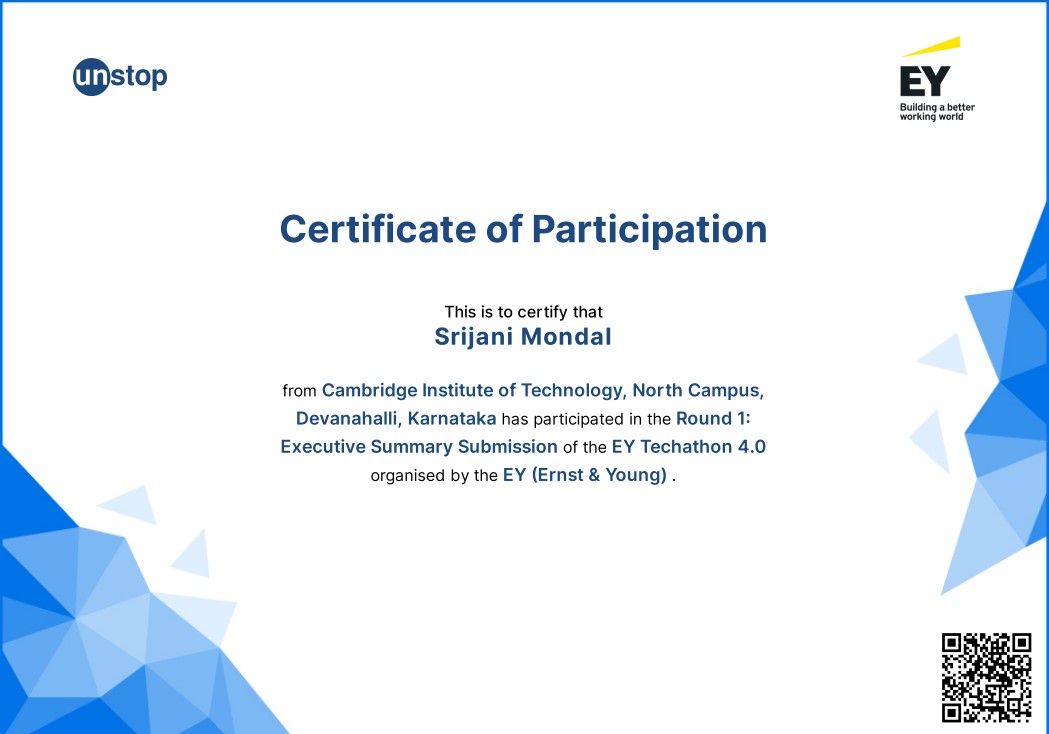 unstop
EY
Building a better
working world
Certificate of Participation
This is to certify that
Srijani Mondal
from Cambridge Institute of Technology, North Campus,
Devanahalli, Karnataka has participated in the Round 1:
Executive Summary Submission of the EY Techathon 4.0
organised by the EY (Ernst & Young) .